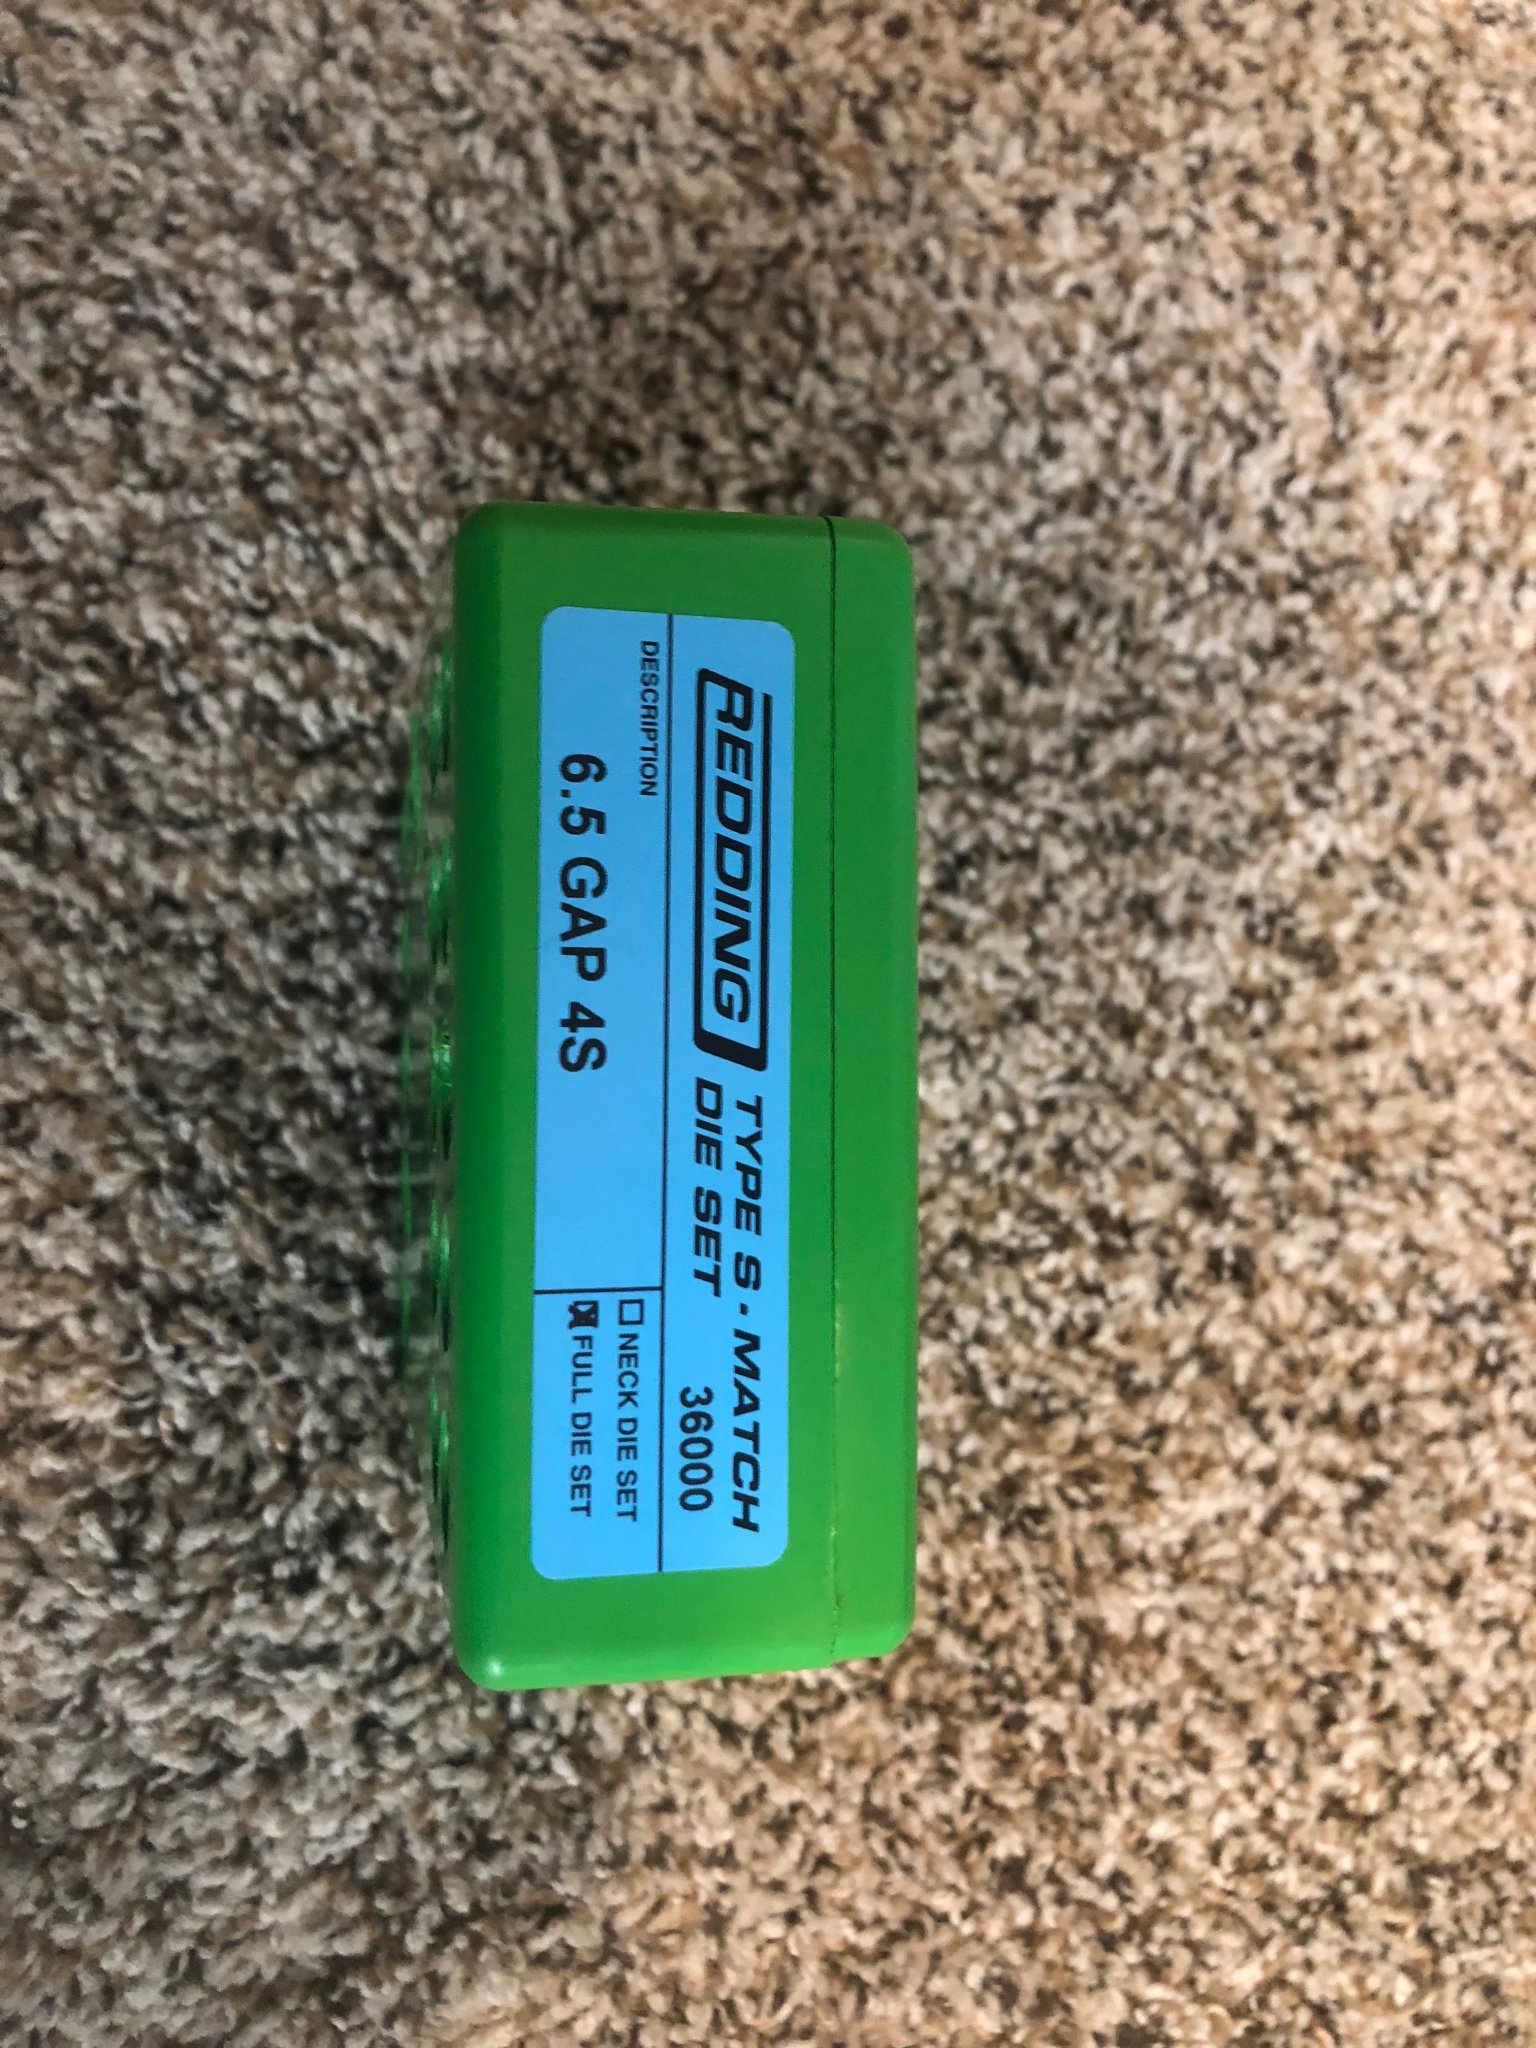 REDDING
TYPE S - MATCH
DIE SET 36000
DESCRIPTION
6.5 GAP 4S
☐ NECK DIE SET
☒ FULL DIE SET